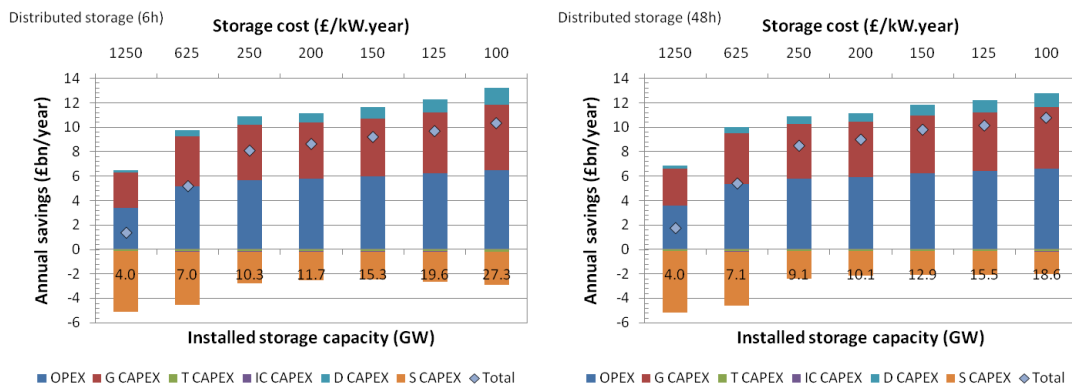 Distributed storage (6h)
Storage cost (£/kW.year)
1250 625 250 200 150 125 100
Annual savings (£bn/year)
14
12
10
8
6
4
2
0
-2
-4
-6
4.0 7.0 10.3 11.7 15.3 19.6 27.3
Installed storage capacity (GW)
OPEX G CAPEX T CAPEX IC CAPEX D CAPEX S CAPEX Total
Distributed storage (48h)
Storage cost (£/kW.year)
1250 625 250 200 150 125 100
Annual savings (£bn/year)
14
12
10
8
6
4
2
0
-2
-4
-6
4.0 7.1 9.1 10.1 12.9 15.5 18.6
Installed storage capacity (GW)
OPEX G CAPEX T CAPEX IC CAPEX D CAPEX S CAPEX Total